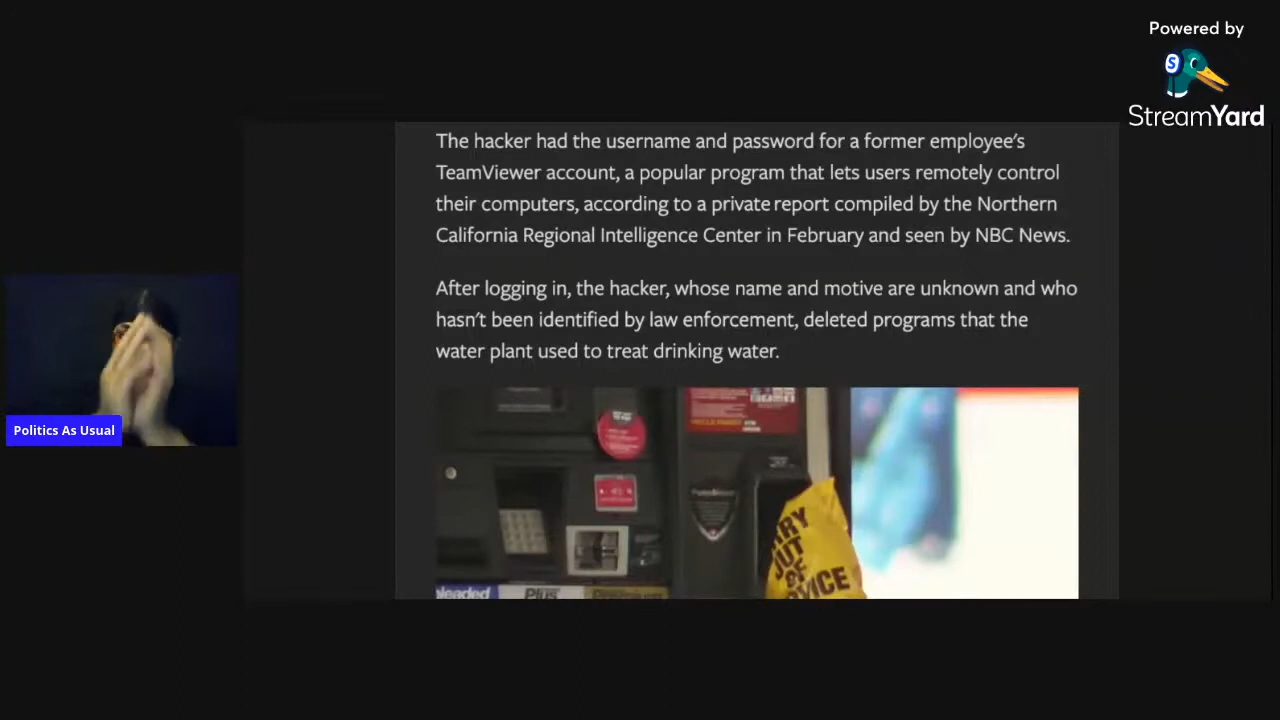 Powered by
StreamYard
The hacker had the username and password for a former employee's
TeamViewer account, a popular program that lets users remotely control
their computers, according to a private report compiled by the Northern
California Regional Intelligence Center in February and seen by NBC News.
After logging in, the hacker, whose name and motive are unknown and who
hasn't been identified by law enforcement, deleted programs that the
water plant used to treat drinking water.
Politics As Usual
OUT
OF
Plus
Premium